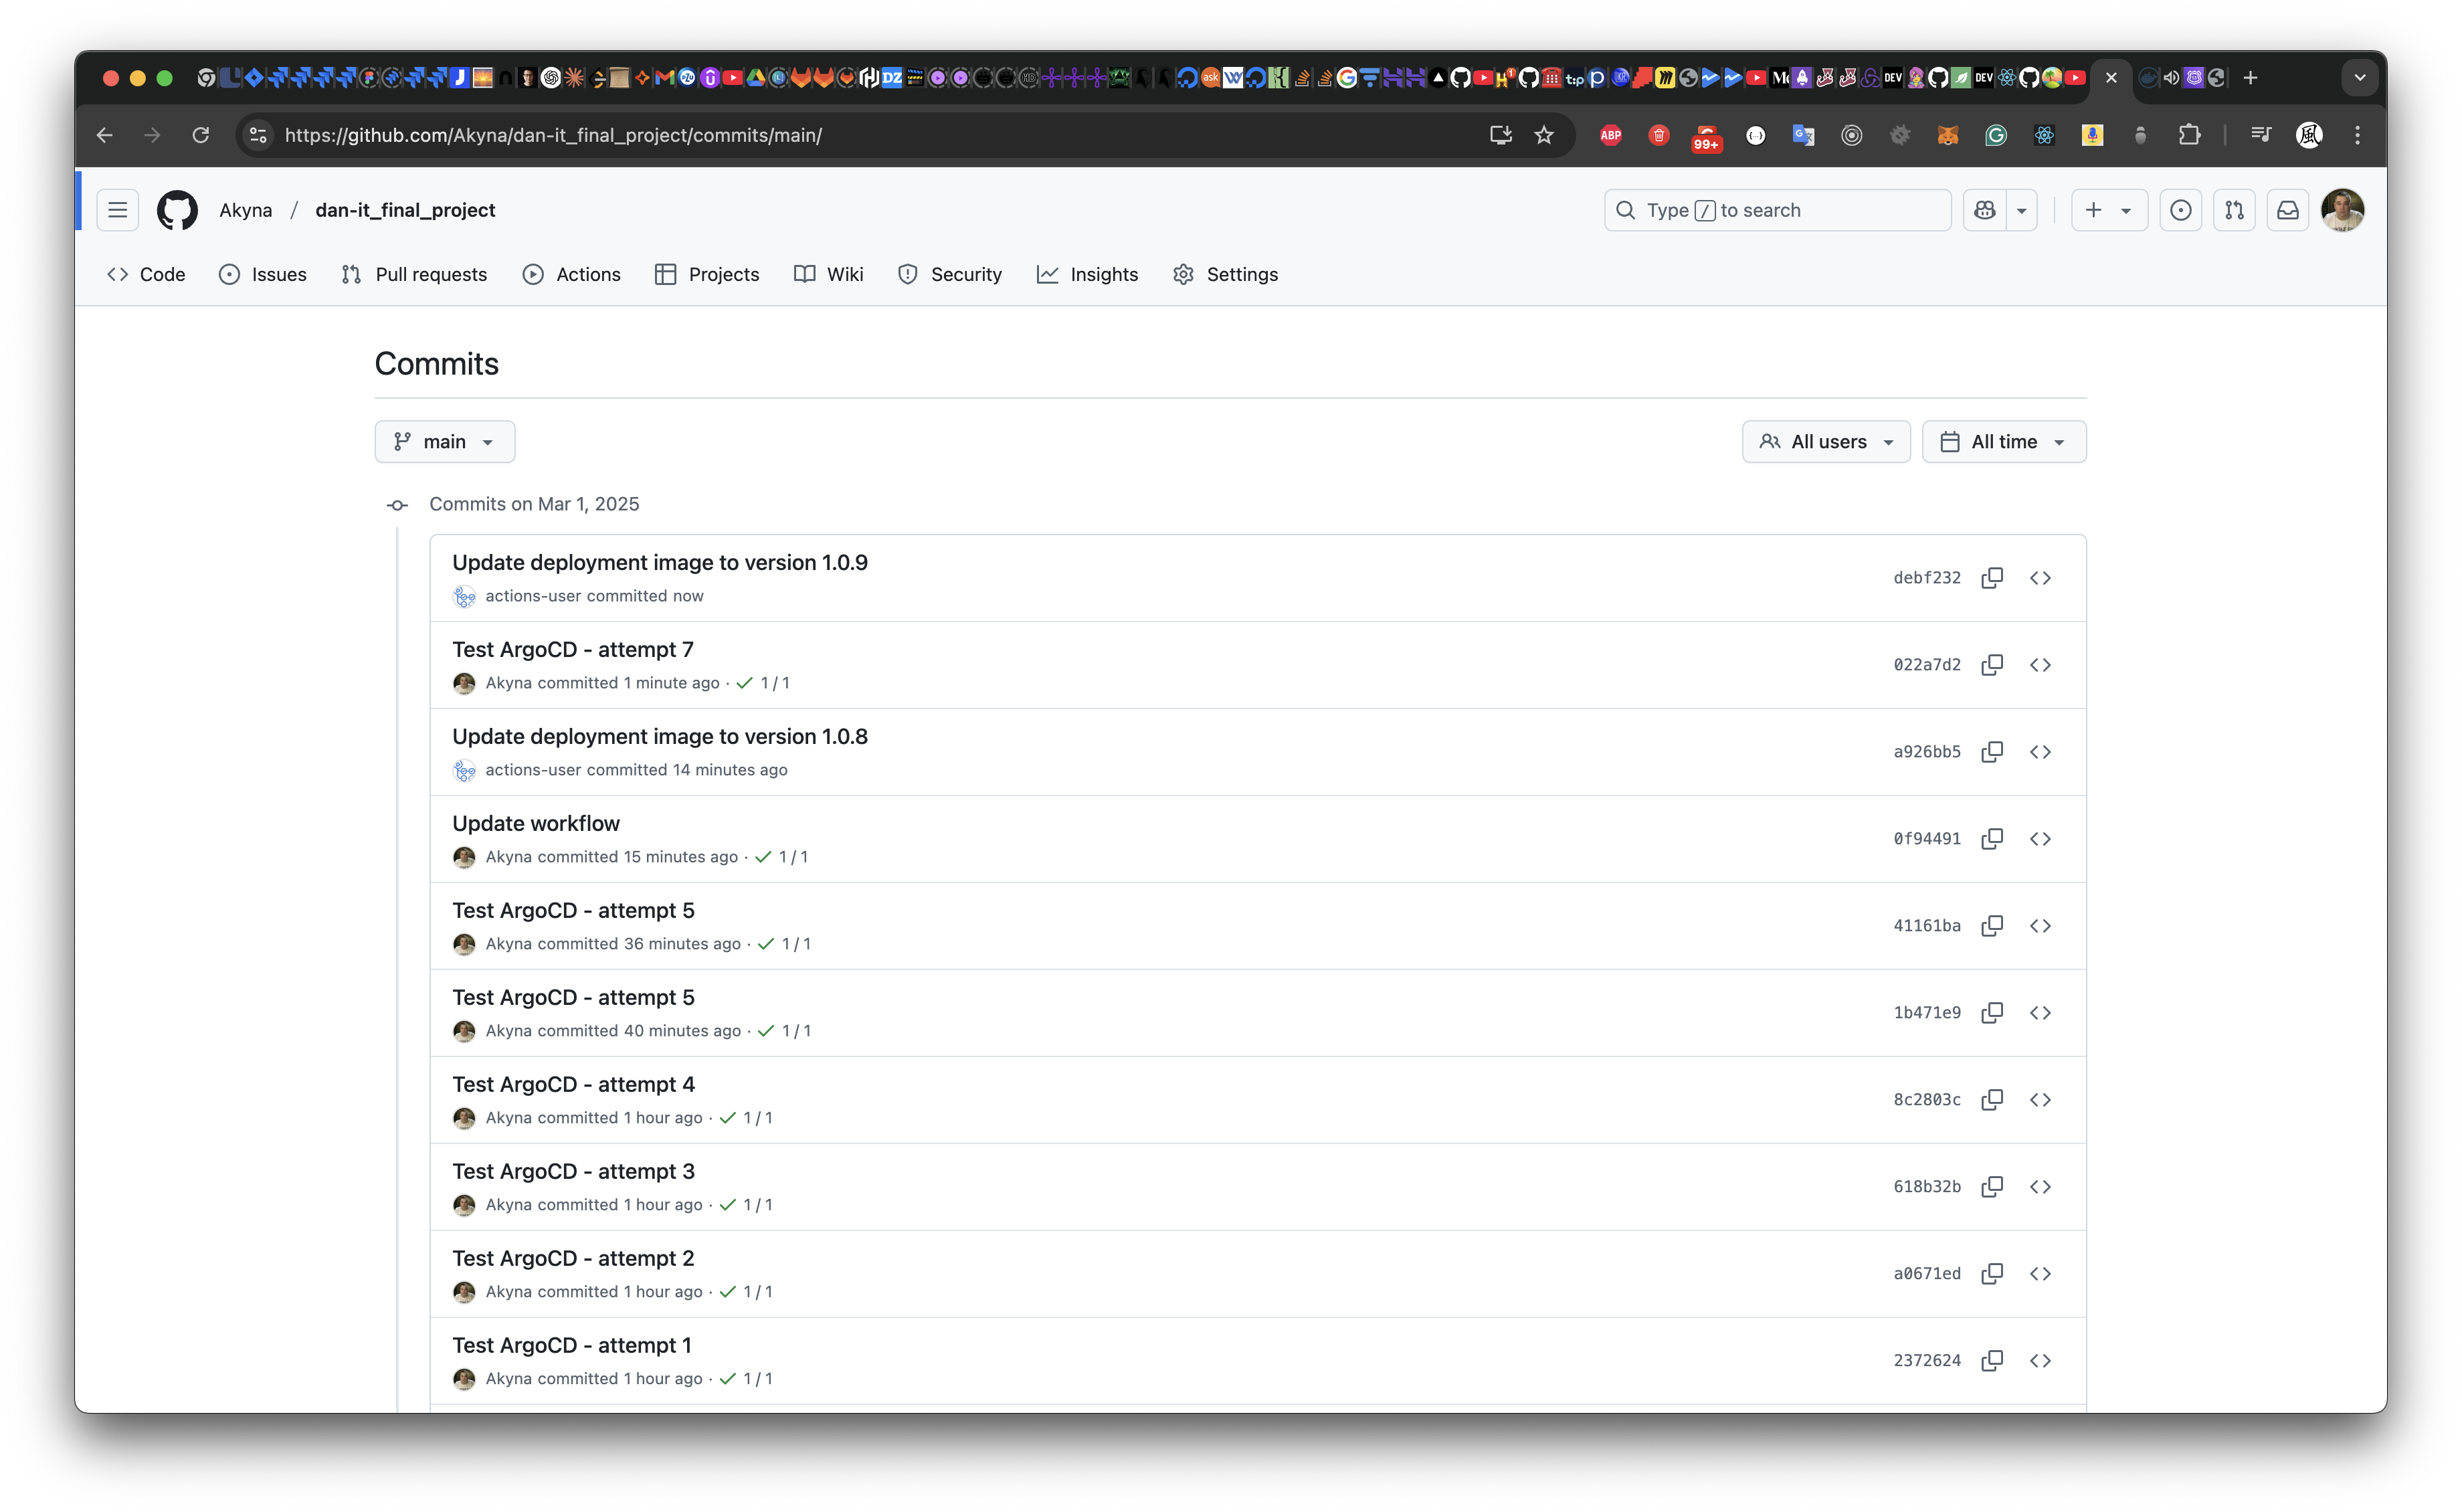 https://github.com/Akyna/dan-it_final_project/commits/main/
ABP
99+
Akyna / dan-it_final_project
Type / to search
Code
Issues
Pull requests
Actions
Projects
Wiki
Security
Insights
Settings
Commits
main
All users
All time
Commits on Mar 1, 2025
Update deployment image to version 1.0.9
debf232
actions-user committed now
Test ArgoCD - attempt 7
022a7d2
Akyna committed 1 minute ago · 1 / 1
Update deployment image to version 1.0.8
a926bb5
actions-user committed 14 minutes ago
Update workflow
0f94491
Akyna committed 15 minutes ago · 1 / 1
Test ArgoCD - attempt 5
41161ba
Akyna committed 36 minutes ago · 1 / 1
Test ArgoCD - attempt 5
1b471e9
Akyna committed 40 minutes ago · 1 / 1
Test ArgoCD - attempt 4
8c2803c
Akyna committed 1 hour ago · 1 / 1
Test ArgoCD - attempt 3
618b32b
Akyna committed 1 hour ago · 1 / 1
Test ArgoCD - attempt 2
a0671ed
Akyna committed 1 hour ago · 1 / 1
Test ArgoCD - attempt 1
2372624
Akyna committed 1 hour ago · 1 / 1